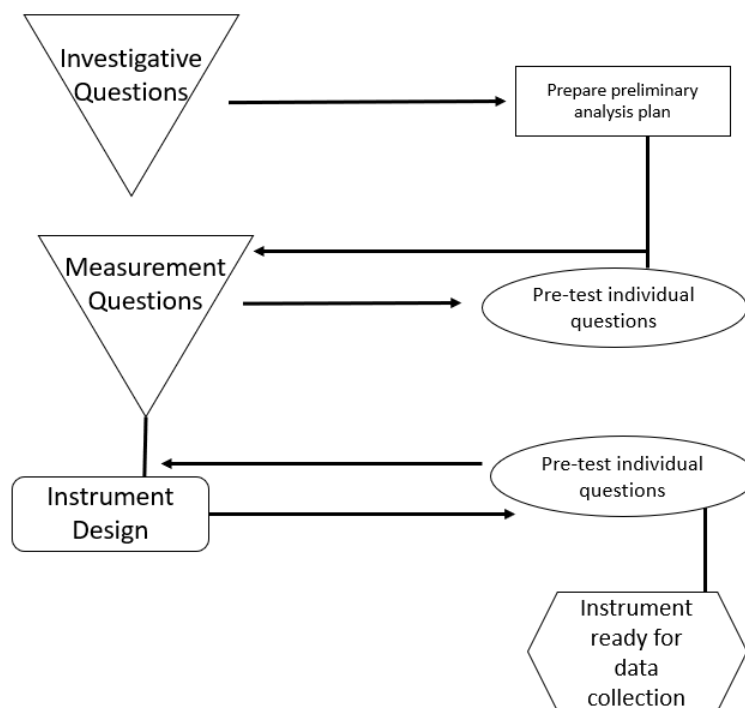 Investigative
Questions
Prepare preliminary
analysis plan
Measurement
Questions
Pre-test individual
questions
Pre-test individual
questions
Instrument
Design
Instrument
ready for
data
collection